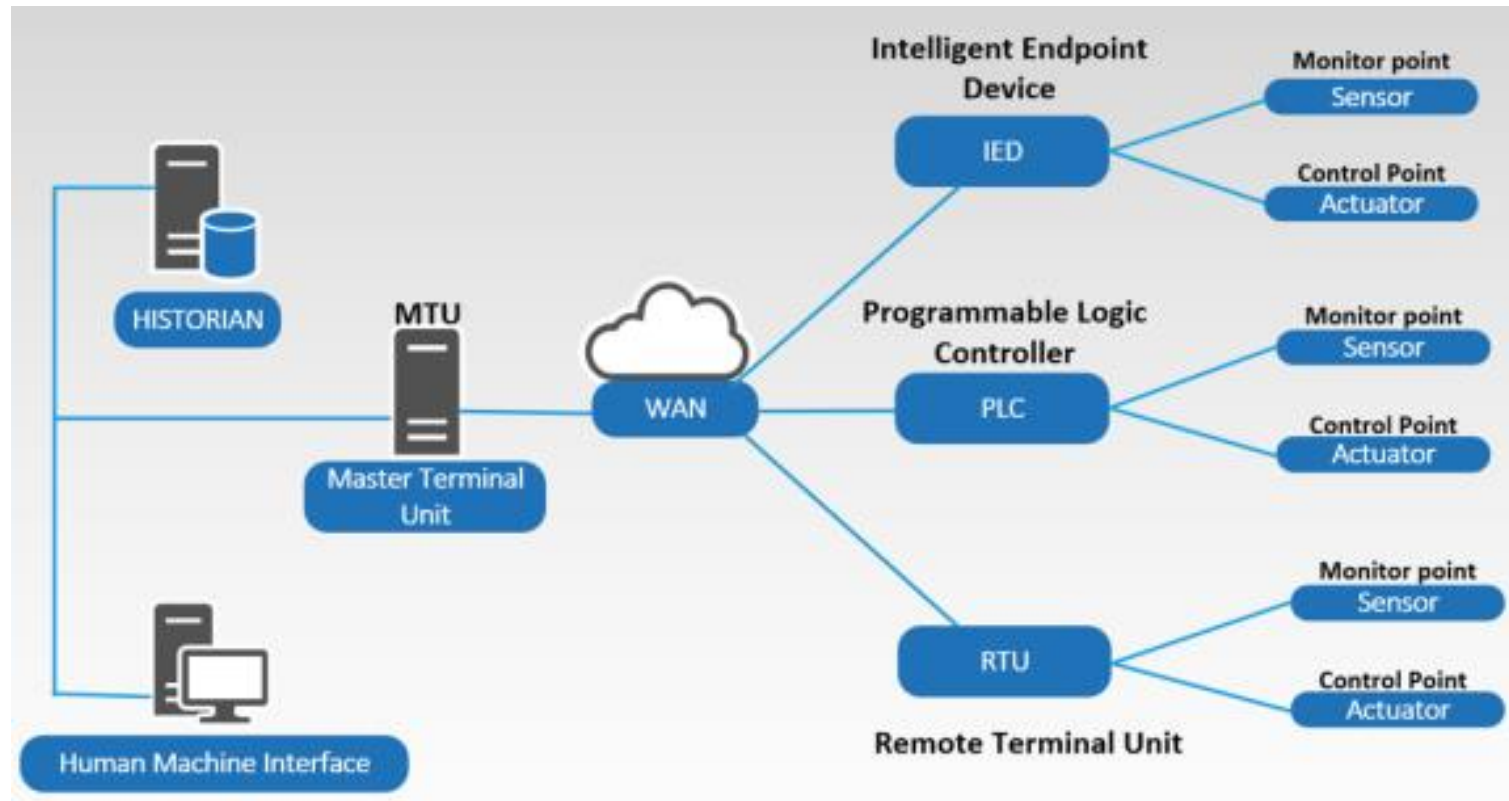 Intelligent Endpoint
Device
IED
Monitor point
Sensor
Control Point
Actuator
HISTORIAN
MTU
Master Terminal
Unit
WAN
Programmable Logic
Controller
PLC
Monitor point
Sensor
Control Point
Actuator
Human Machine Interface
RTU
Remote Terminal Unit
Monitor point
Sensor
Control Point
Actuator